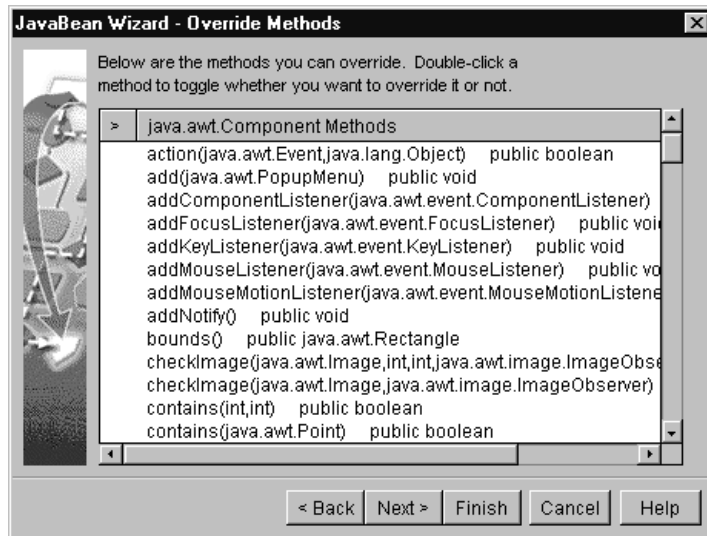 JavaBean Wizard - Override Methods
Below are the methods you can override. Double-click a
method to toggle whether you want to override it or not.
> java.awt.Component Methods
action(java.awt.Event,java.lang.Object) public boolean
add(java.awt.PopupMenu) public void
addComponentListener(java.awt.event.ComponentListener)
addFocusListener(java.awt.event.FocusListener) public voi
addKeyListener(java.awt.event.KeyListener) public void
addMouseListener(java.awt.event.MouseListener) public vo
addMouseMotionListener(java.awt.event.MouseMotionListene
addNotify() public void
bounds() public java.awt.Rectangle
checkImage(java.awt.Image,int,int,java.awt.image.ImageObse
checkImage(java.awt.Image,java.awt.image.ImageObserver)
contains(int,int) public boolean
contains(java.awt.Point) public boolean
< Back Next > Finish Cancel Help